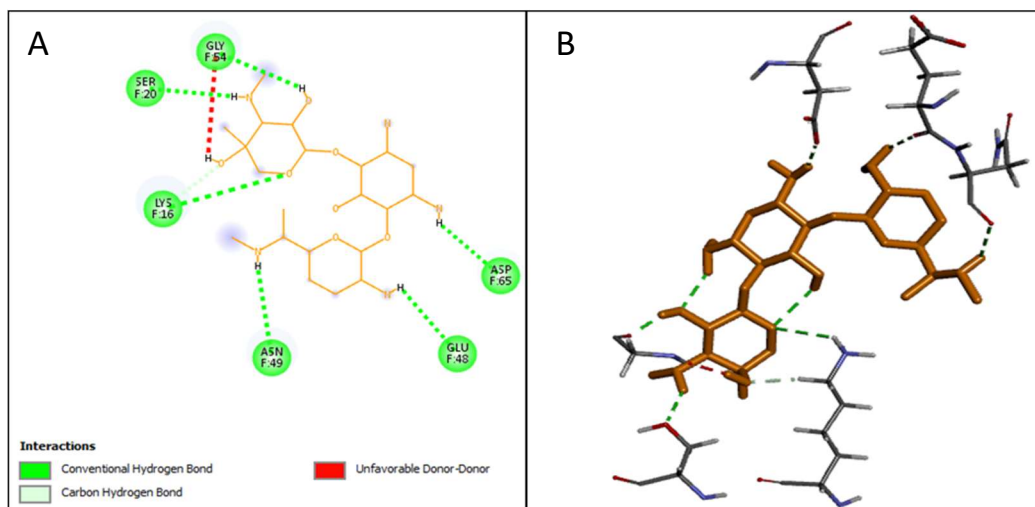 A
B
GLY
F:64
SER
F:20
H
N
H
O
H
O
O
O
N
LYS
F:16
O
O
O
N
H
O
N
H
N
H
ASP
F:65
ASN
F:49
GLU
F:48
Interactions
Conventional Hydrogen Bond
Carbon Hydrogen Bond
Unfavorable Donor-Donor